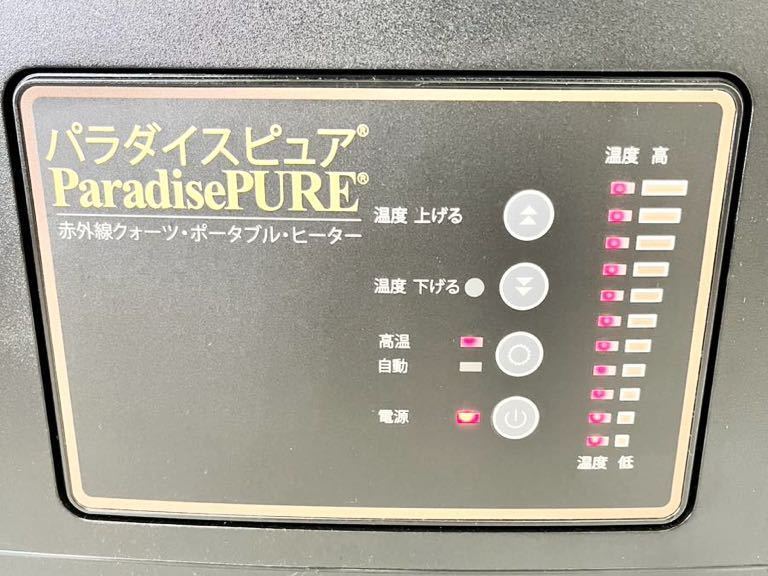 パラダイスピュア®
ParadisePURE®
赤外線クォーツ・ポータブル・ヒーター
温度 上げる
温度 下げる
高温
自動
電源
温度 高
温度 低